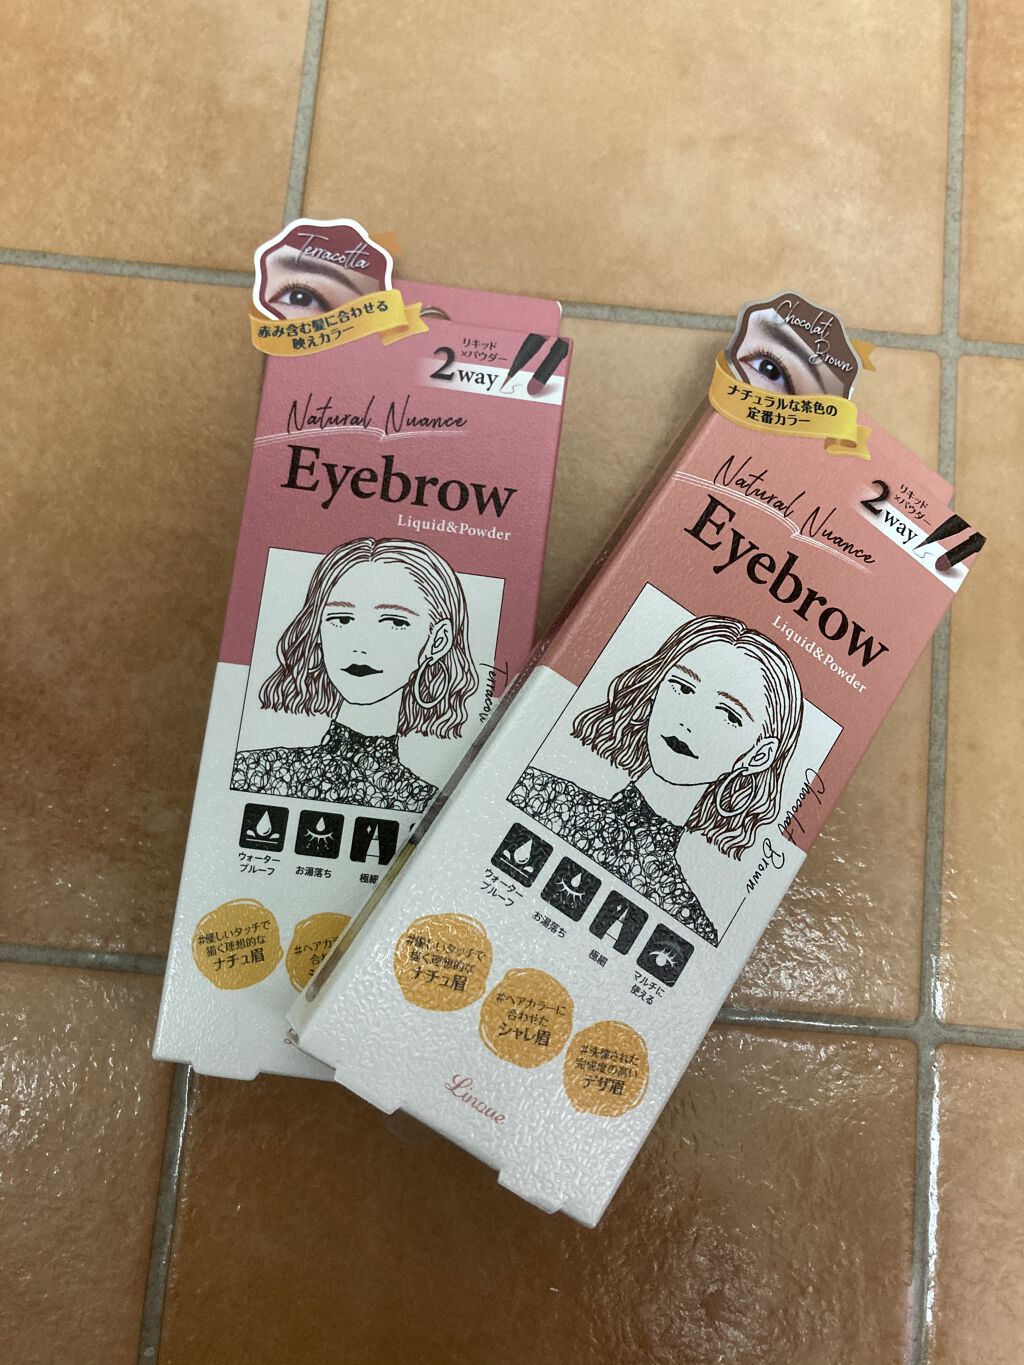 Terracotta
赤み含む髪に合わせる
映えカラー
リキッド
×パウダー
2way
Natural Nuance
Eyebrow
Liquid&Powder
ウォーター
プルーフ
お湯落ち
極細
#優しいタッチで
描く理想的な
ナチュ眉
#ヘアカラ
合わ
Chocolat
Brown
ナチュラルな茶色の
定番カラー
リキッド
×パウダー
2way
Natural Nuance
Eyebrow
Liquid&Powder
Chocolat Brown
ウォーター
プルーフ
お湯落ち
極細
マルチに
使える
#優しいタッチで
描く理想的な
ナチュ眉
#ヘアカラーに
合わせた
シャレ眉
#洗練された
完成度の高い
デザ眉
Linoue